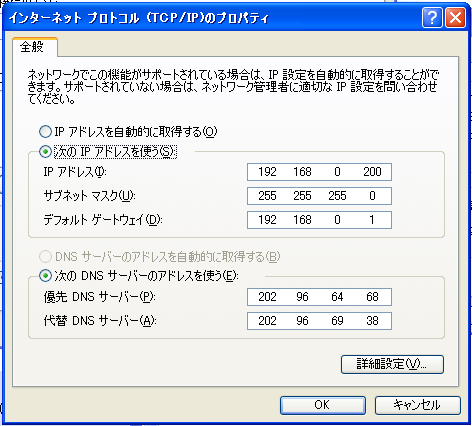 インターネット プロトコル (TCP/IP)のプロパティ
全般
ネットワークでこの機能がサポートされている場合は、IP 設定を自動的に取得することがで
きます。サポートされていない場合は、ネットワーク管理者に適切な IP 設定を問い合わせ
てください。
IP アドレスを自動的に取得する(O)
次の IP アドレスを使う(S):
IP アドレス(I): 192 168 0 200
サブネット マスク(U): 255 255 255 0
デフォルト ゲートウェイ(D): 192 168 0 1
DNS サーバーのアドレスを自動的に取得する(B)
次の DNS サーバーのアドレスを使う(E):
優先 DNS サーバー(P): 202 96 64 68
代替 DNS サーバー(A): 202 96 69 38
詳細設定(V)...
OK キャンセル